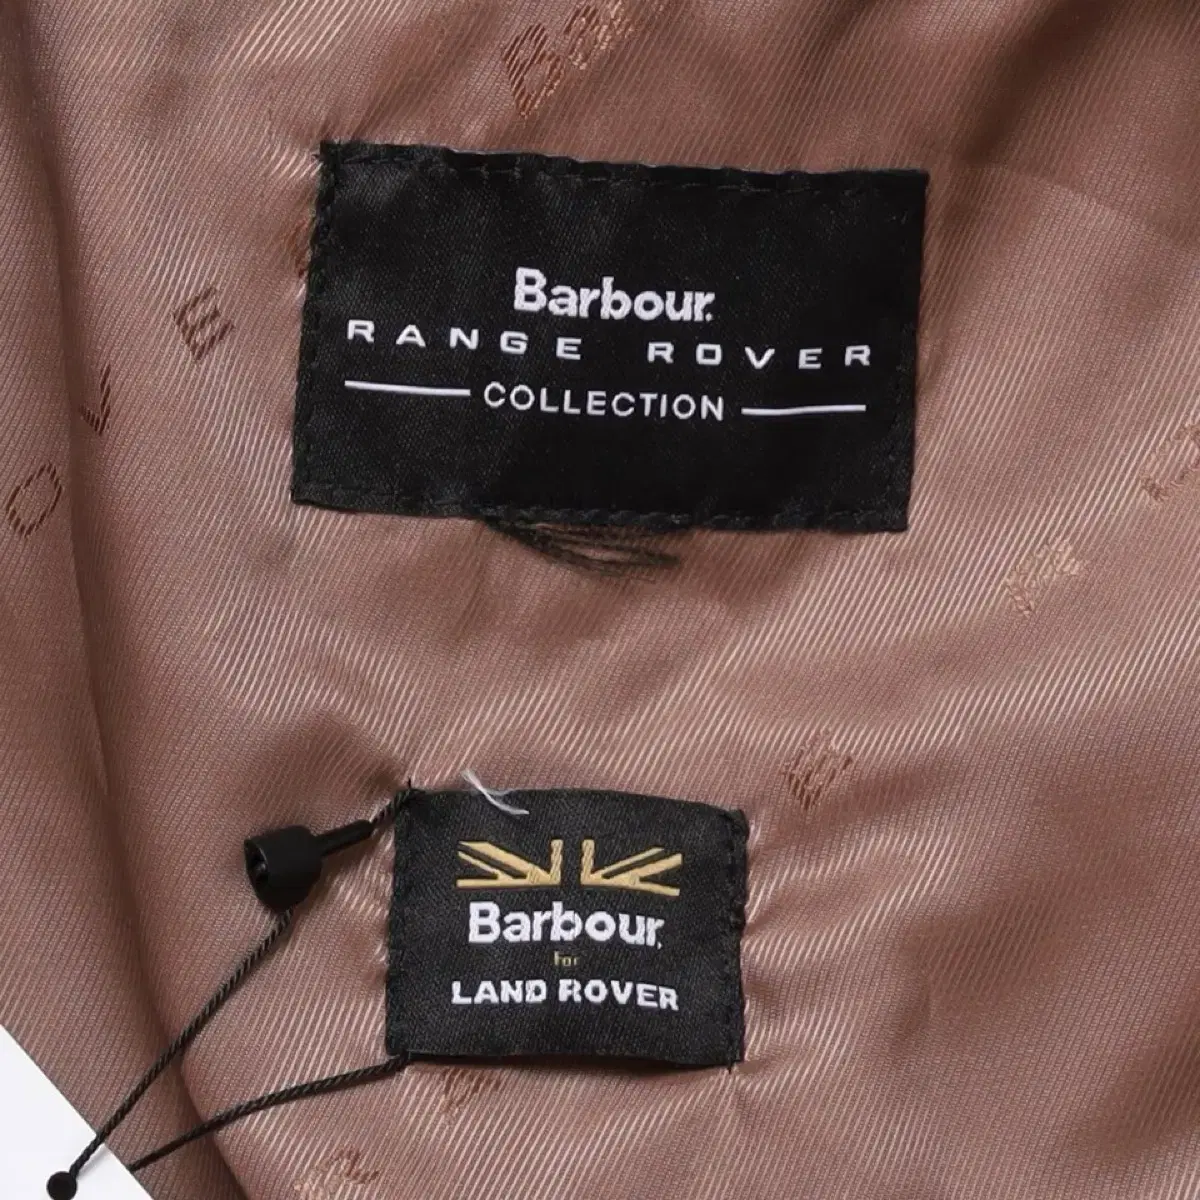 Barbour.
RANGE ROVER
COLLECTION
Barbour.
for
LAND ROVER